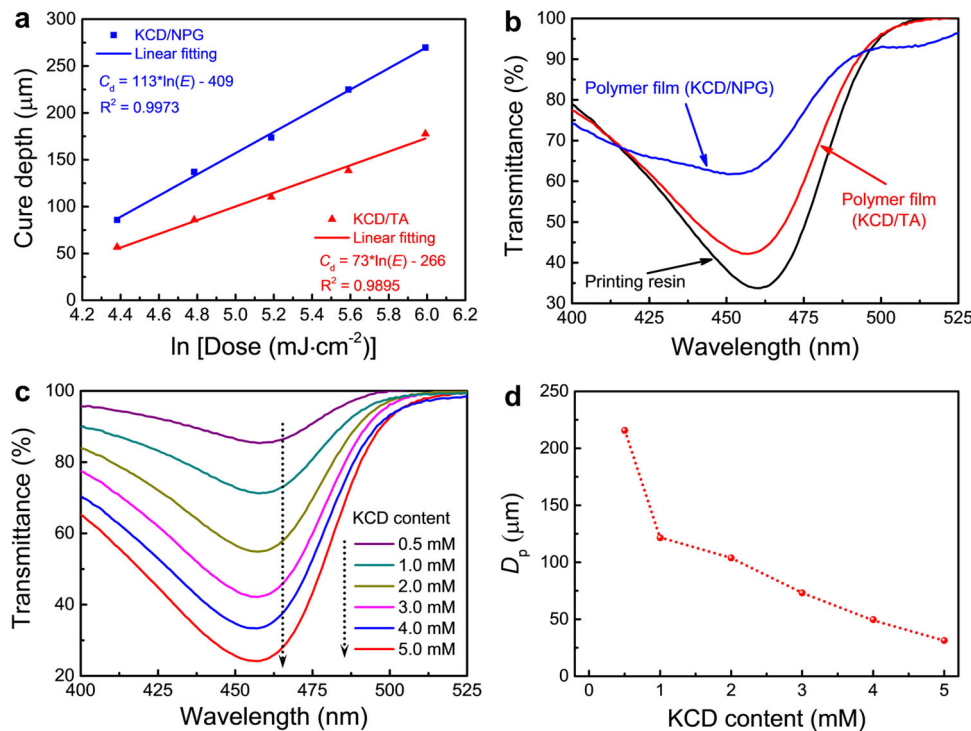 a
Cure depth (μm)
300
250
200
150
100
50
0
KCD/NPG
Linear fitting
C_d = 113*ln(E) - 409
R² = 0.9973
KCD/TA
Linear fitting
C_d = 73*ln(E) - 266
R² = 0.9895
4.2 4.4 4.6 4.8 5.0 5.2 5.4 5.6 5.8 6.0 6.2
ln [Dose (mJ·cm⁻²)]
b
Transmittance (%)
100
90
80
70
60
50
40
30
Polymer film (KCD/NPG)
Polymer film
(KCD/TA)
Printing resin
400 425 450 475 500 525
Wavelength (nm)
c
Transmittance (%)
100
80
60
40
20
KCD content
0.5 mM
1.0 mM
2.0 mM
3.0 mM
4.0 mM
5.0 mM
400 425 450 475 500 525
Wavelength (nm)
d
D_p (μm)
250
200
150
100
50
0
0 1 2 3 4 5
KCD content (mM)